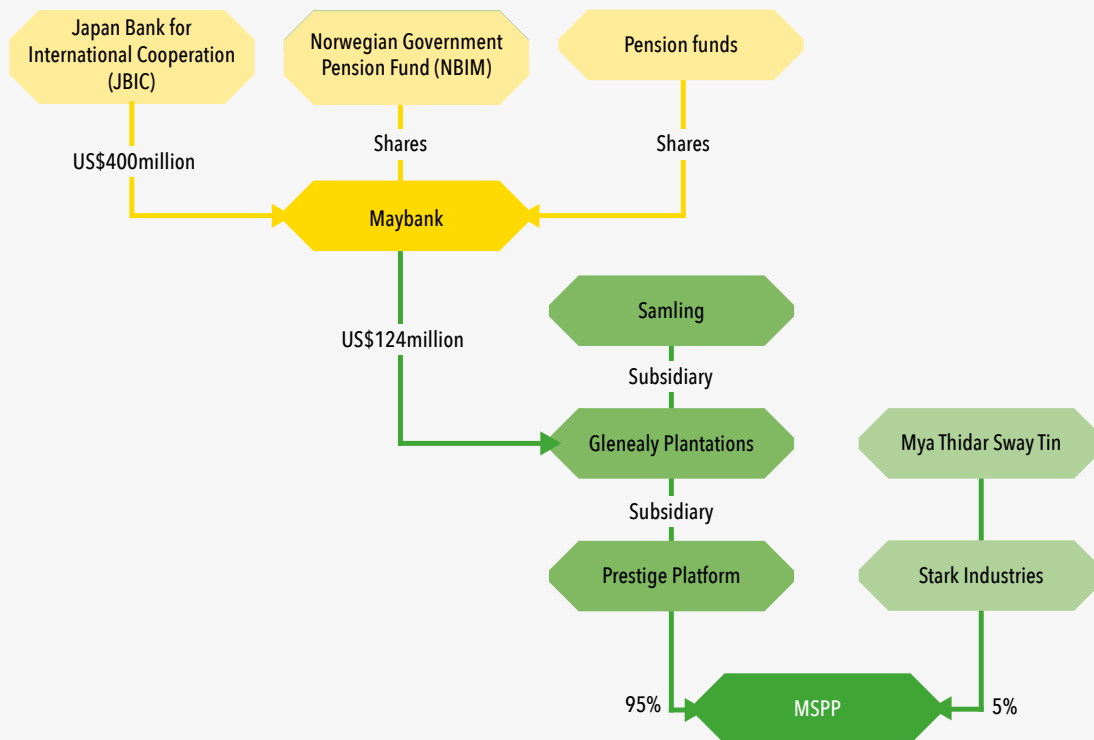 Japan Bank for
International Cooperation
(JBIC)
Norwegian Government
Pension Fund (NBIM)
Pension funds
US$400million
Shares
Shares
Maybank
US$124million
Samling
Subsidiary
Glenealy Plantations
Mya Thidar Sway Tin
Subsidiary
Prestige Platform
Stark Industries
95%
MSPP
5%